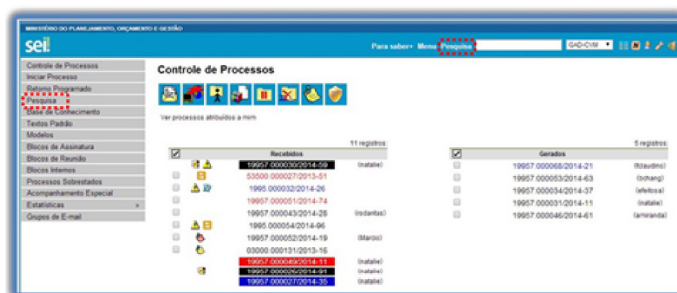 MINISTÉRIO DO PLANEJAMENTO, ORÇAMENTO E GESTÃO
sei!
Para saber+ Menu Pesquisa GAD-CVM
Controle de Processos
Iniciar Processo
Retorno Programado
Pesquisa
Base de Conhecimento
Textos Padrão
Modelos
Blocos de Assinatura
Blocos de Reunião
Blocos Internos
Processos Sobrestados
Acompanhamento Especial
Estatísticas
Grupos de E-mail
Controle de Processos
Ver processos atribuídos a mim
11 registros:
Recebidos
19957.000030/2014-59 (natalie)
53500.000027/2013-51
1995.000032/2014-26
19957.000051/2014-74
19957.000043/2014-28 (rodantas)
1995.000054/2014-96
19957.000052/2014-19 (Marcio)
03000.000131/2013-16
19957.000049/2014-11 (natalie)
19957.000026/2014-91 (natalie)
19957.000027/2014-35 (natalie)
5 registros:
Gerados
19957.000068/2014-21 (ftclaudino)
19957.000053/2014-63 (bchang)
19957.000034/2014-37 (efeitosa)
19957.000031/2014-11 (natalie)
19957.000046/2014-61 (amiranda)